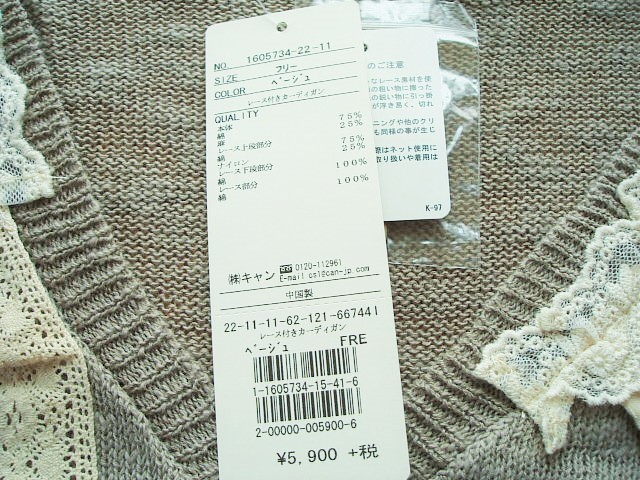 NO. 1605734-22-11
SIZE フリー
COLOR ベージュ
レース付きカーディガン
QUALITY
本体
綿 75%
麻 25%
レース上段部分
綿 75%
ナイロン 25%
レース下段部分
綿 100%
レース部分
綿 100%
㈱キャン 0120-112961
E-mail cs1@can-jp.com
中国製
22-11-11-62-121-667441
レース付きカーディガン
ベージュ FRE
1-1605734-15-41-6
2-00000-005900-6
¥5,900 +税
のご注意
なレース素材を使
の粗い物に擦った
の鋭い物に引っ掛
が浮き易く、切れ
ニングや他のクリ
も同様の事が生じ
際はネット使用に
取り扱いや着用は
K-97